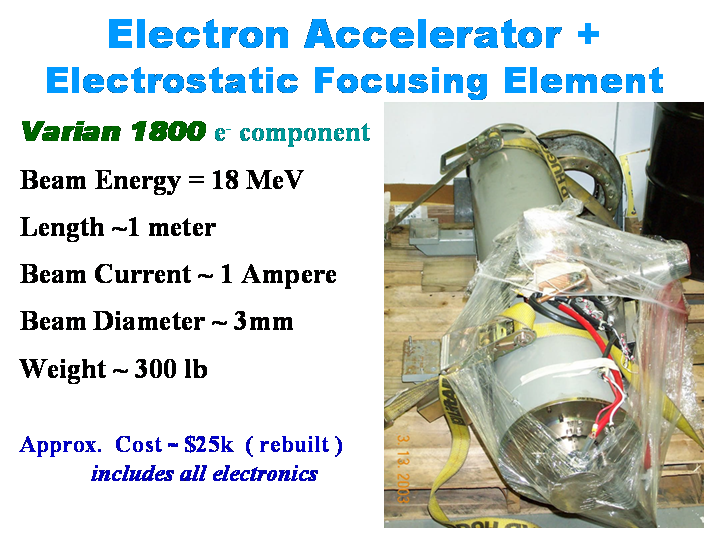 Electron Accelerator +
Electrostatic Focusing Element
Varian 1800 e- component
Beam Energy = 18 MeV
Length ~1 meter
Beam Current ~ 1 Ampere
Beam Diameter ~ 3mm
Weight ~ 300 lb
Approx. Cost ~ $25k ( rebuilt )
includes all electronics